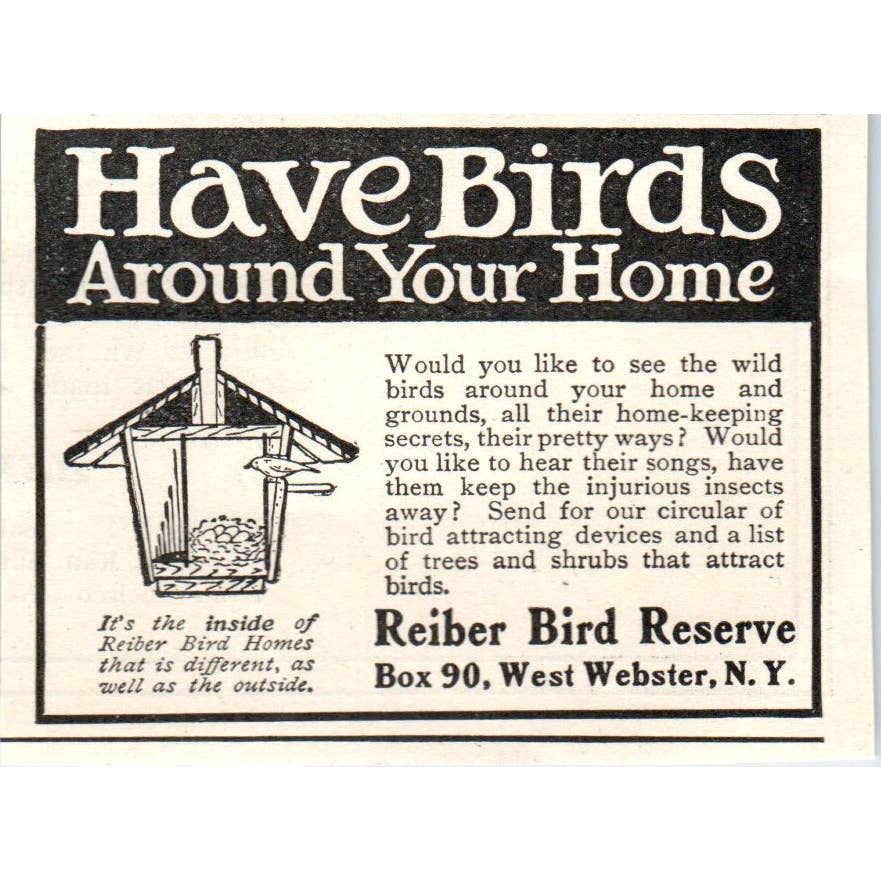 Have Birds
Around Your Home
Would you like to see the wild
birds around your home and
grounds, all their home-keeping
secrets, their pretty ways? Would
you like to hear their songs, have
them keep the injurious insects
away? Send for our circular of
bird attracting devices and a list
of trees and shrubs that attract
birds.
It's the inside of
Reiber Bird Homes
that is different, as
well as the outside.
Reiber Bird Reserve
Box 90, West Webster, N. Y.